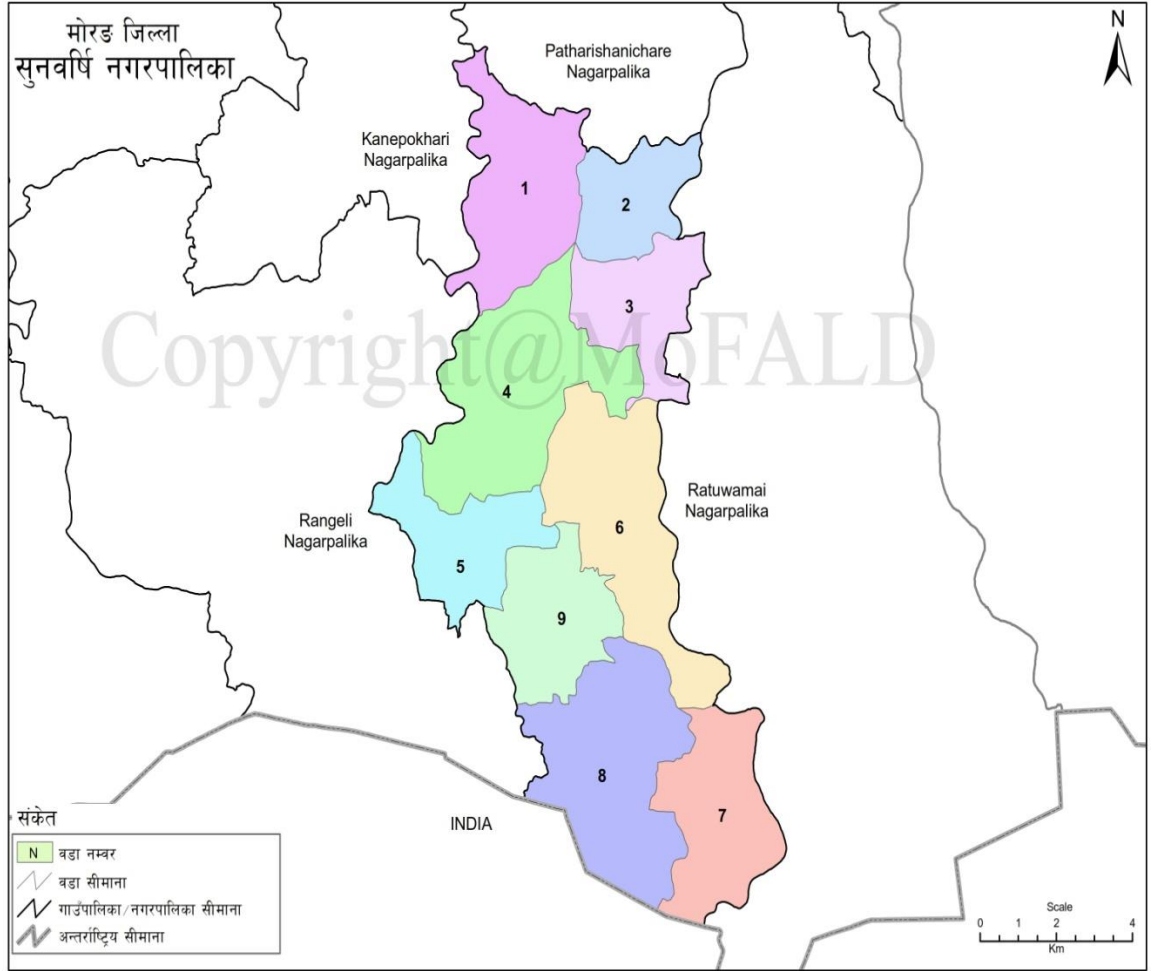 मोरङ जिल्ला
सुनवर्षि नगरपालिका
N
Patharishanichare
Nagarpalika
Kanepokhari
Nagarpalika
1
2
3
Copyright@MoFALD
4
Ratuwamai
Nagarpalika
Rangeli
Nagarpalika
6
5
9
8
7
INDIA
संकेत
N वडा नम्वर
वडा सीमाना
गाउँपालिका/नगरपालिका सीमाना
अन्तर्राष्ट्रिय सीमाना
Scale
0 1 2 4
Km